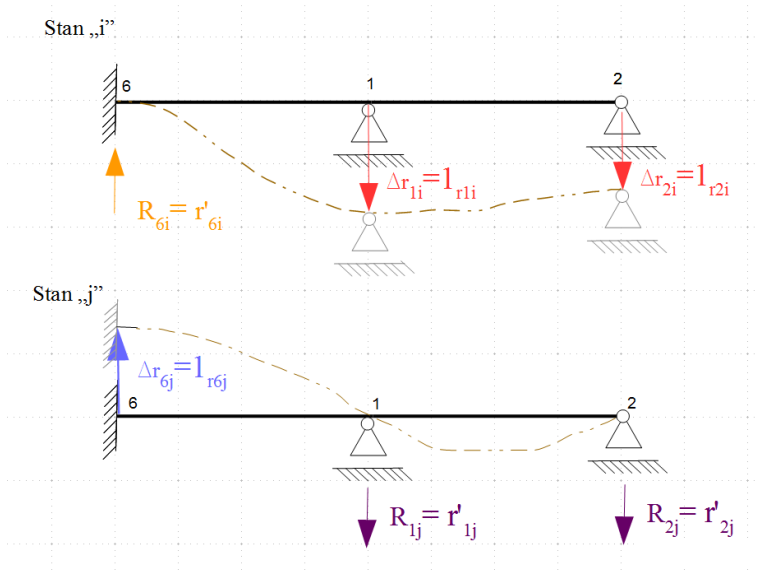 Stan „i”
6
1
2
Δr1i=1r1i
Δr2i=1r2i
R6i= r'6i
Stan „j”
Δr6j=1r6j
6
1
2
R1j= r'1j
R2j= r'2j